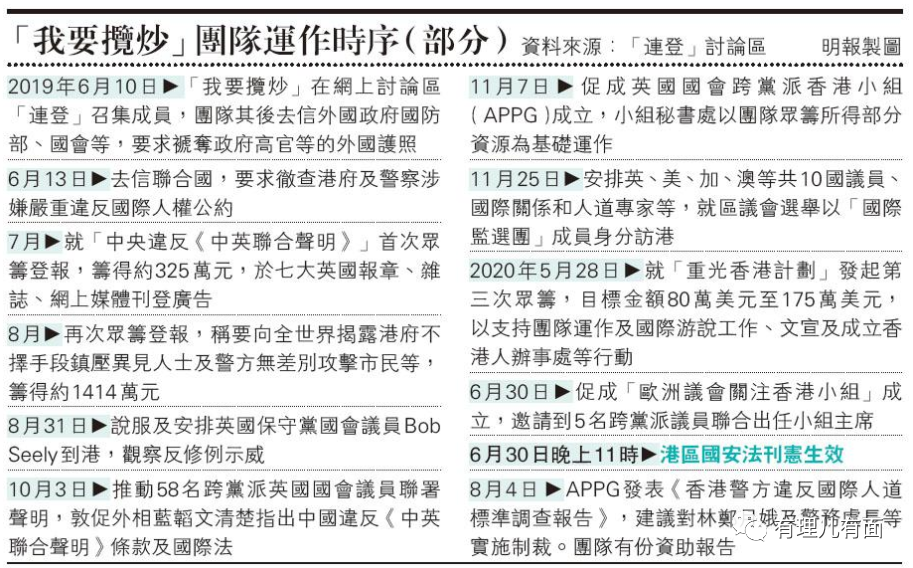 「我要攬炒」團隊運作時序(部分)
資料來源:「連登」討論區
明報製圖
2019年6月10日▶「我要攬炒」在網上討論區
「連登」召集成員,團隊其後去信外國政府國防
部、國會等,要求褫奪政府高官等的外國護照
6月13日▶去信聯合國,要求徹查港府及警察涉
嫌嚴重違反國際人權公約
7月▶就「中央違反《中英聯合聲明》」首次眾
籌登報,籌得約325萬元,於七大英國報章、雜
誌、網上媒體刊登廣告
8月▶再次眾籌登報,稱要向全世界揭露港府不
擇手段鎮壓異見人士及警方無差別攻擊市民等,
籌得約1414萬元
8月31日▶說服及安排英國保守黨國會議員Bob
Seely到港,觀察反修例示威
10月3日▶推動58名跨黨派英國國會議員聯署
聲明,敦促外相藍韜文清楚指出中國違反《中英
聯合聲明》條款及國際法
11月7日▶促成英國國會跨黨派香港小組
(APPG)成立,小組秘書處以團隊眾籌所得部分
資源為基礎運作
11月25日▶安排英、美、加、澳等共10國議員、
國際關係和人道專家等,就區議會選舉以「國際
監選團」成員身分訪港
2020年5月28日▶就「重光香港計劃」發起第
三次眾籌,目標金額80萬美元至175萬美元,
以支持團隊運作及國際游說工作、文宣及成立香
港人辦事處等行動
6月30日▶促成「歐洲議會關注香港小組」成
立,邀請到5名跨黨派議員聯合出任小組主席
6月30日晚上11時▶港區國安法刊憲生效
8月4日▶APPG發表《香港警方違反國際人道
標準調查報告》,建議對林鄭月娥及警務處長等
實施制裁。團隊有份資助報告
有理儿有面